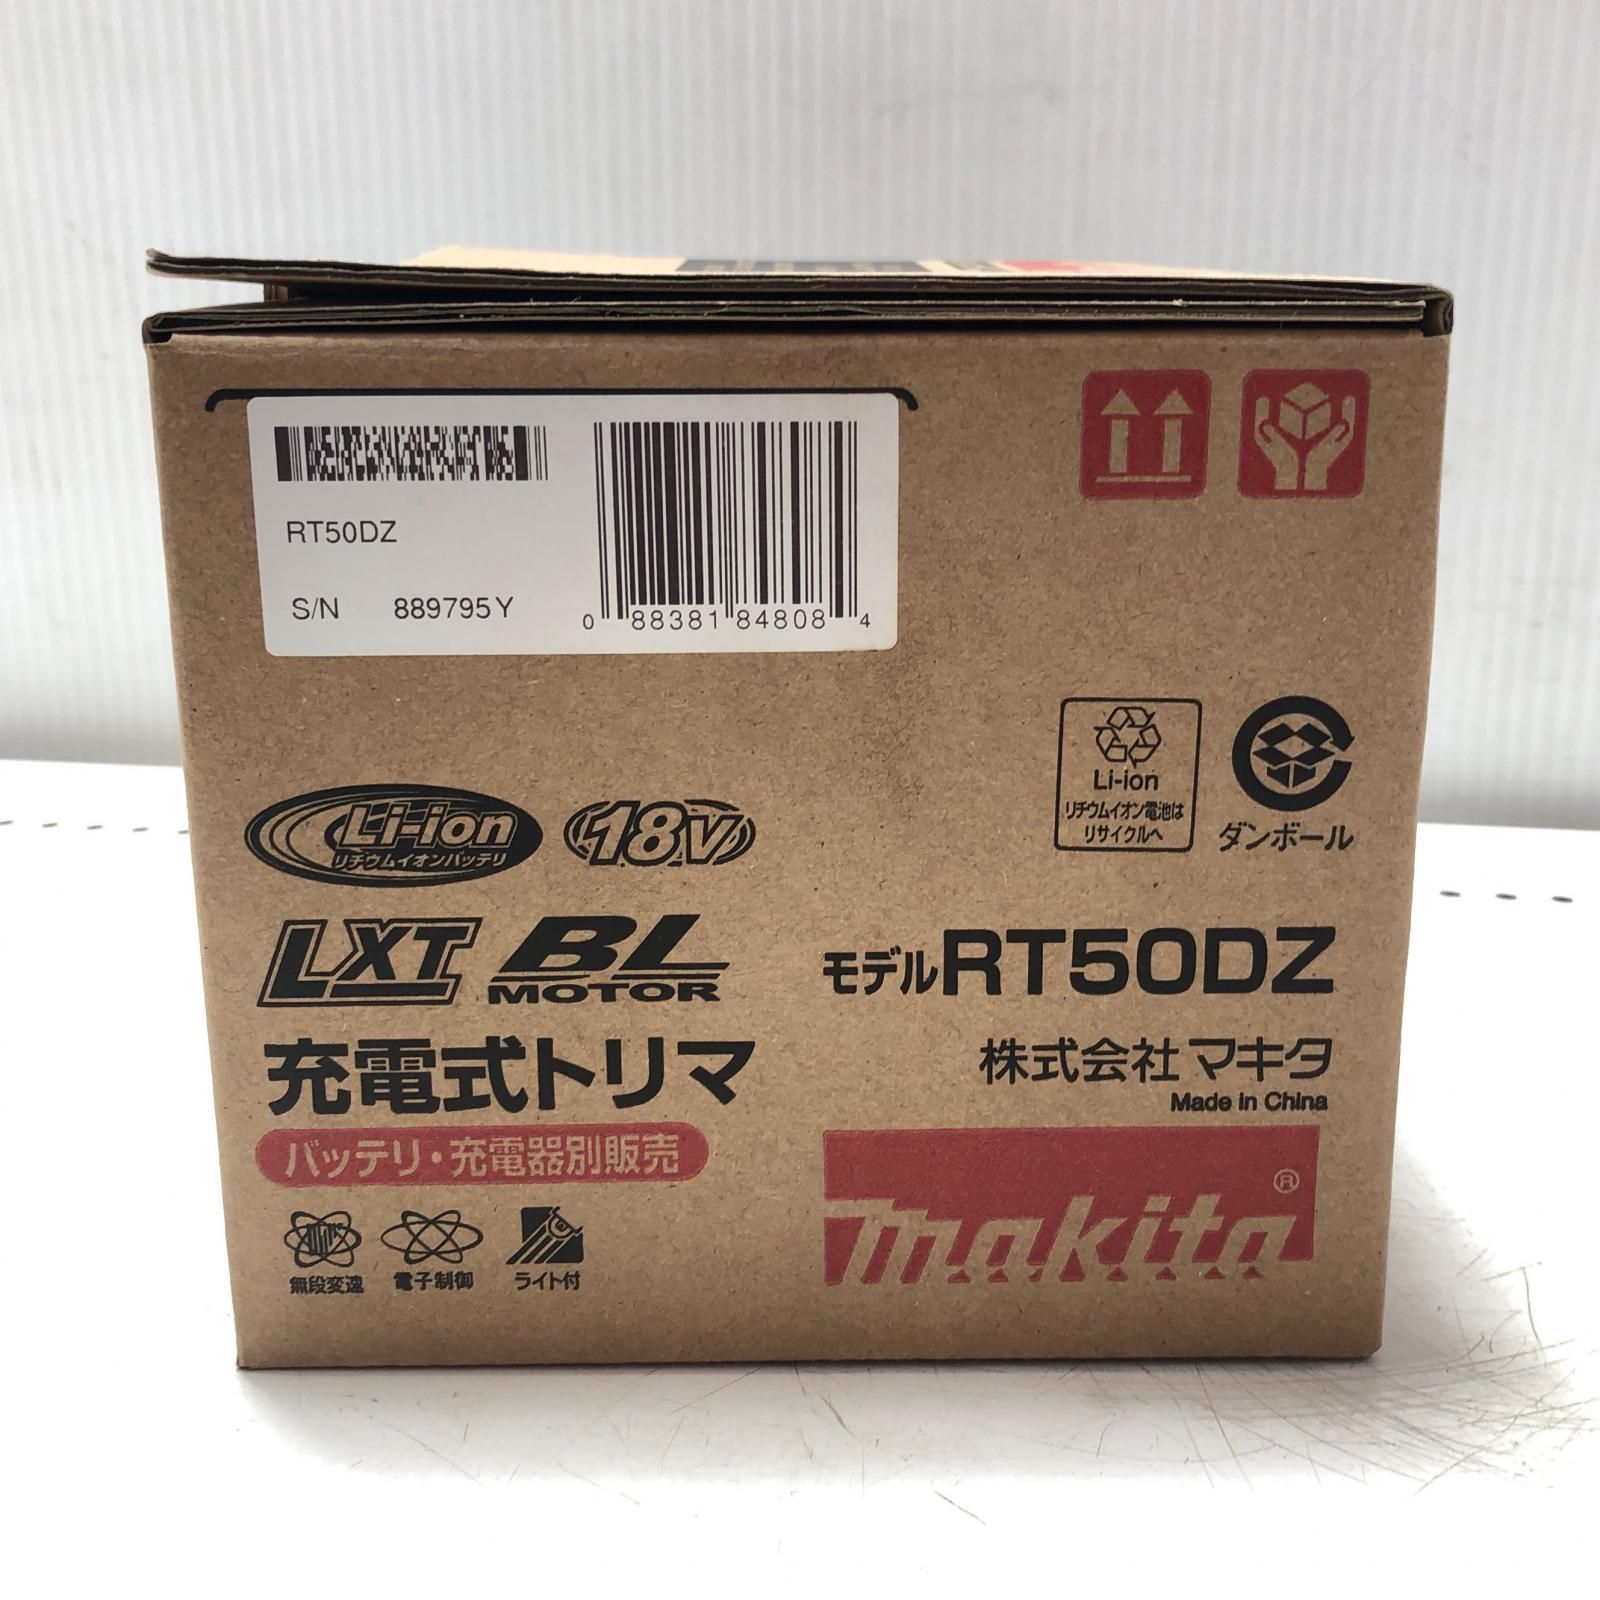 RT50DZ
S/N 889795Y
0 88381 84808 4
Li-ion
リチウムイオン電池は
リサイクルへ
ダンボール
Li-ion
リチウムイオンバッテリ
18V
LXT BL
MOTOR
モデルRT50DZ
充電式トリマ
株式会社マキタ
Made in China
バッテリ・充電器別販売
makita®
無段変速
電子制御
ライト付